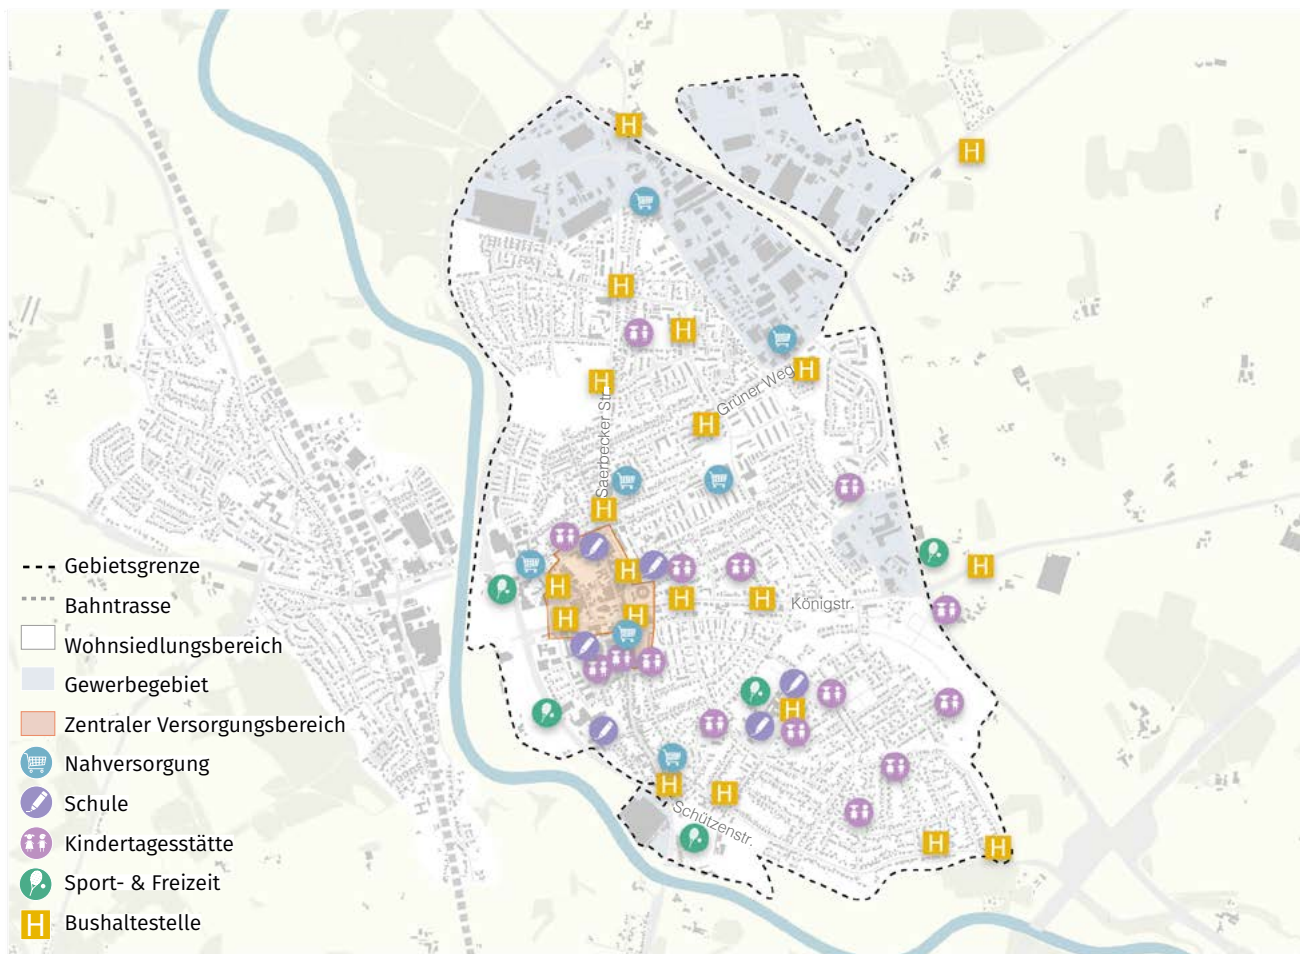 Saerbecker Str.
Grüner Weg
Königstr.
Schützenstr.
Gebietsgrenze
Bahntrasse
Wohnsiedlungsbereich
Gewerbegebiet
Zentraler Versorgungsbereich
Nahversorgung
Schule
Kindertagesstätte
Sport- & Freizeit
H Bushaltestelle